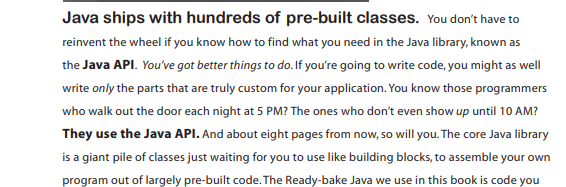 Java ships with hundreds of pre-built classes. You don't have to
reinvent the wheel if you know how to find what you need in the Java library, known as
the Java API. You've got better things to do. If you're going to write code, you might as well
write only the parts that are truly custom for your application. You know those programmers
who walk out the door each night at 5 PM? The ones who don't even show up until 10 AM?
They use the Java API. And about eight pages from now, so will you. The core Java library
is a giant pile of classes just waiting for you to use like building blocks, to assemble your own
program out of largely pre-built code. The Ready-bake Java we use in this book is code you